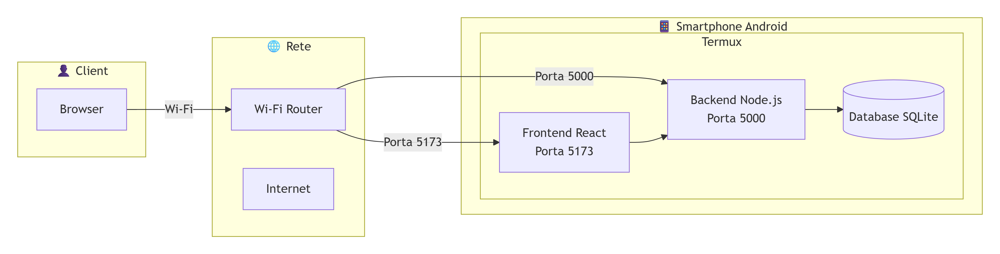 Client
Browser
Wi-Fi
Rete
Wi-Fi Router
Internet
Porta 5000
Porta 5173
Smartphone Android
Termux
Frontend React
Porta 5173
Backend Node.js
Porta 5000
Database SQLite